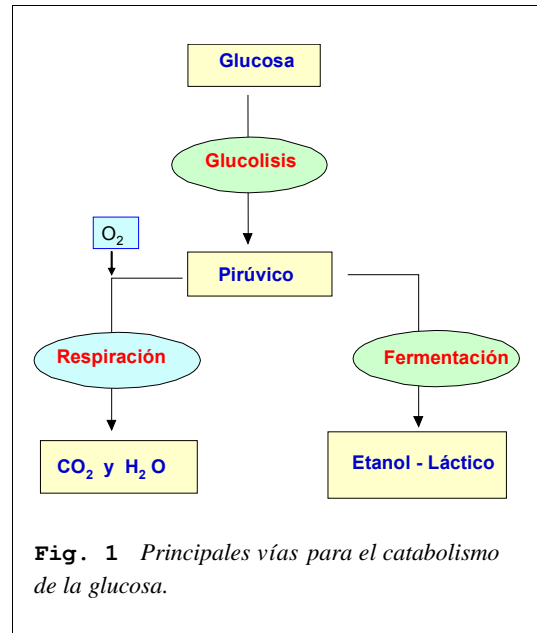 Glucosa
Glucolisis
O₂
Pirúvico
Respiración
Fermentación
CO₂ y H₂O
Etanol - Láctico
Fig. 1 Principales vías para el catabolismo
de la glucosa.